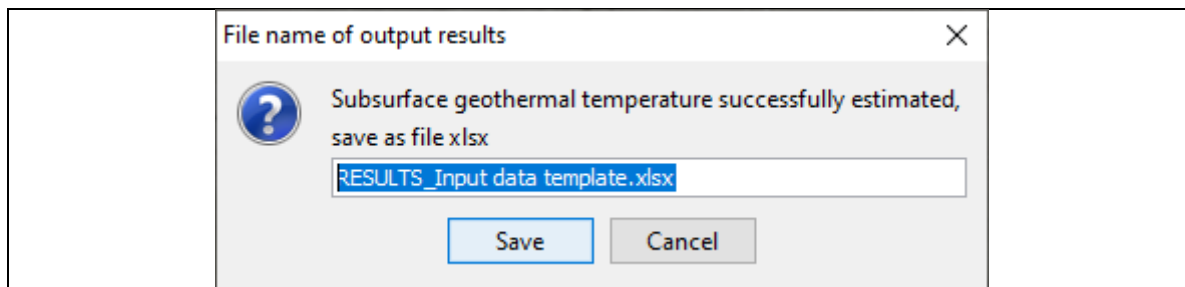 File name of output results
Subsurface geothermal temperature successfully estimated,
save as file xlsx
RESULTS_Input data template.xlsx
Save Cancel